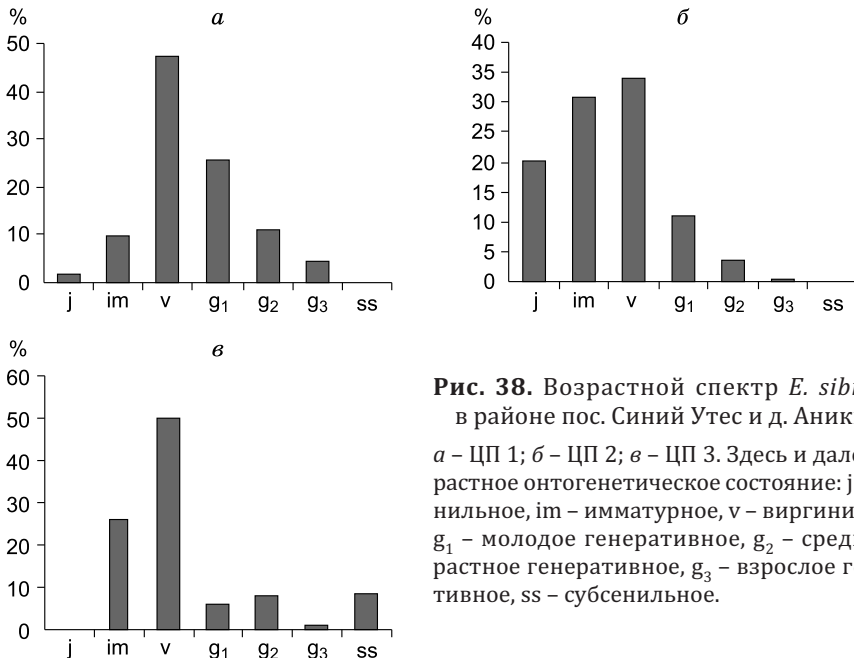 %
а
50
40
30
20
10
0
j im v g₁ g₂ g₃ ss
%
б
40
35
30
25
20
15
10
5
0
j im v g₁ g₂ g₃ ss
%
в
60
50
40
30
20
10
0
j im v g₁ g₂ g₃ ss
Рис. 38. Возрастной спектр E. sibi
в районе пос. Синий Утес и д. Аник
а – ЦП 1; б – ЦП 2; в – ЦП 3. Здесь и дале
растное онтогенетическое состояние: j
нильное, im – имматурное, v – виргини
g₁ – молодое генеративное, g₂ – сред
растное генеративное, g₃ – взрослое г
тивное, ss – субсенильное.